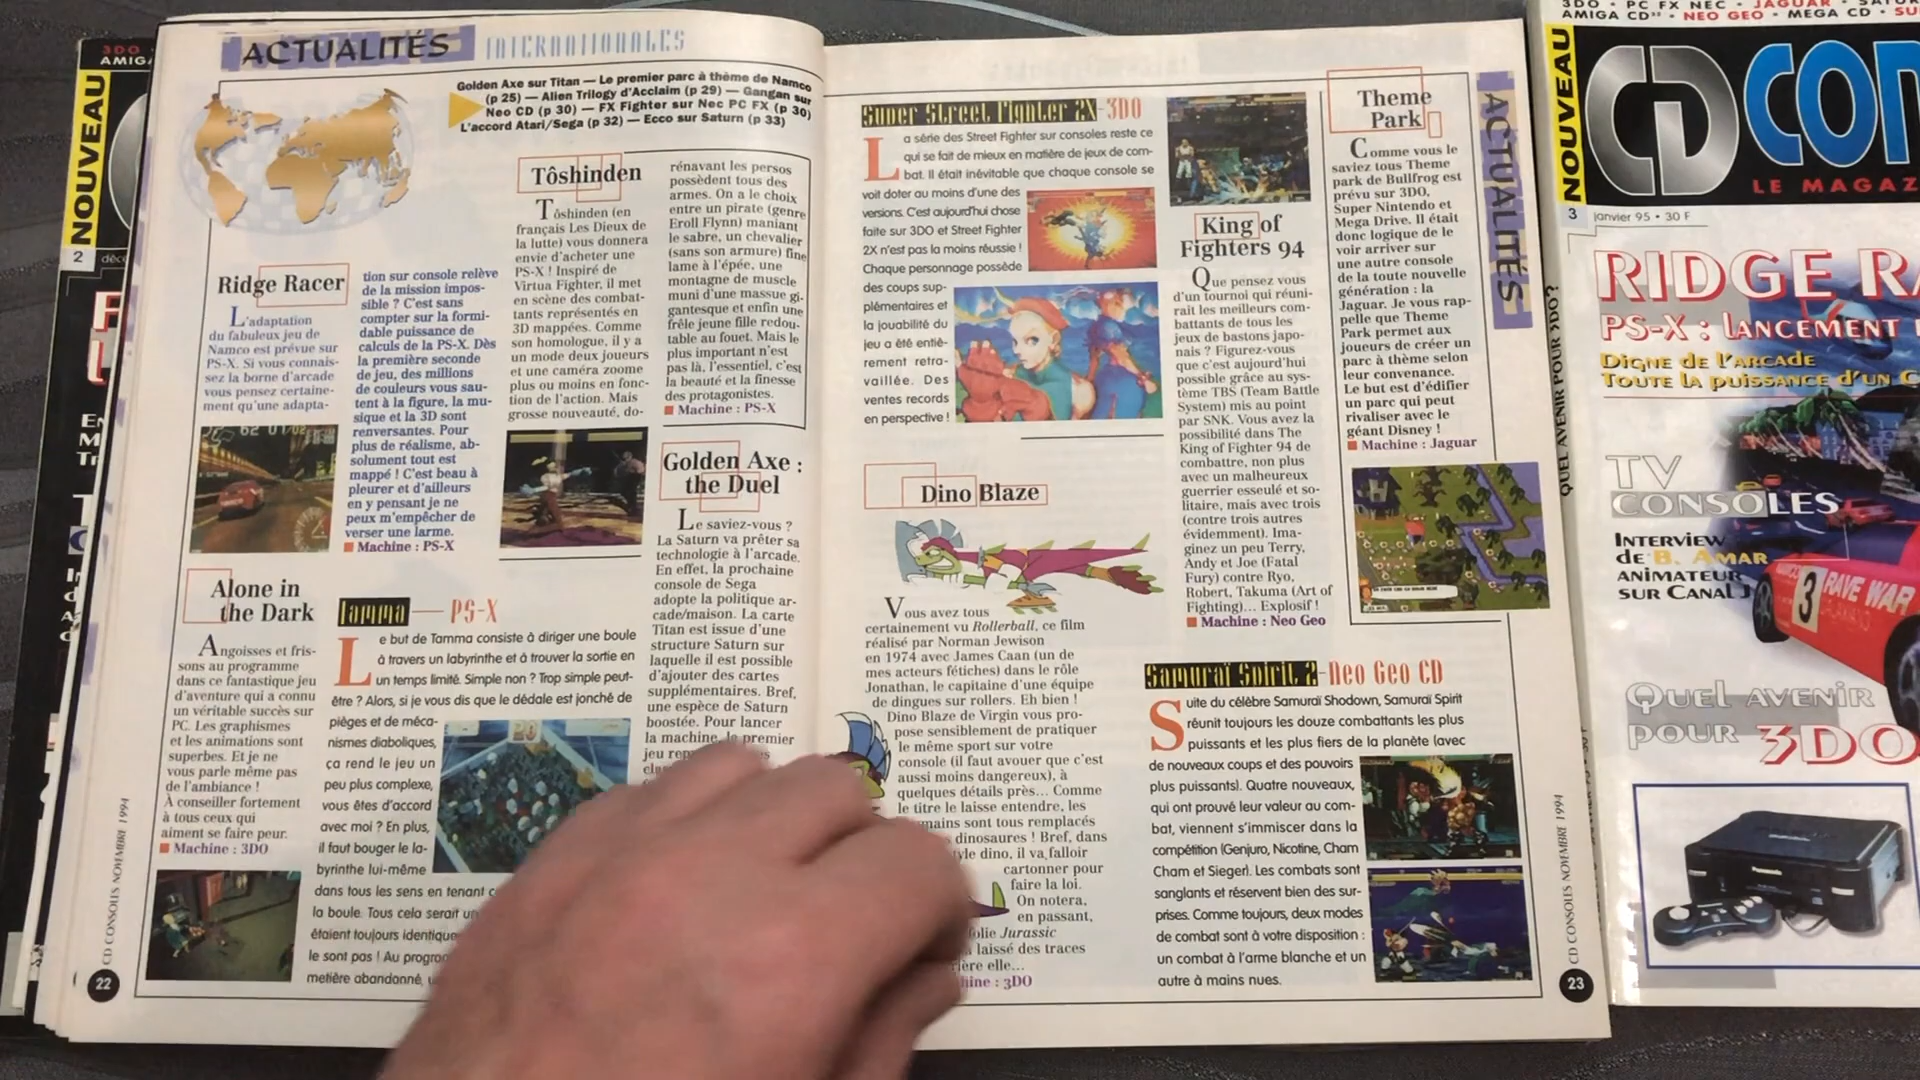 ACTUALITÉS INTERNATIONALES
Golden Axe sur Titan — Le premier parc à thème de Namco
(p 25) — Alien Trilogy d'Acclaim (p 29) — Gangan sur
Neo CD (p 30) — FX Fighter sur Nec PC FX (p 30)
L'accord Atari/Sega (p 32) — Ecco sur Saturn (p 33)
Ridge Racer
L'adaptation
du fabuleux jeu de
Namco est prévue sur
PS-X. Si vous connais-
sez la borne d'arcade
vous pensez certaine-
ment qu'une adapta-
tion sur console relève
de la mission impos-
sible ? C'est sans
compter sur la formi-
dable puissance de
calculs de la PS-X. Dès
la première seconde
de jeu, des millions
de couleurs vous sau-
tent à la figure, la mu-
sique et la 3D sont
renversantes. Pour
plus de réalisme, ab-
solument tout est
mappé ! C'est beau à
pleurer et d'ailleurs
en y pensant je ne
peux m'empêcher de
verser une larme.
Machine : PS-X
Tôshinden
Tôshinden (en
français Les Dieux de
la lutte) vous donnera
envie d'acheter une
PS-X ! Inspiré de
Virtua Fighter, il met
en scène des combat-
tants représentés en
3D mappées. Comme
son homologue, il y a
un mode deux joueurs
et une caméra zoome
plus ou moins en fonc-
tion de l'action. Mais
grosse nouveauté, do-
rénavant les persos
possèdent tous des
armes. On a le choix
entre un pirate (genre
Eroll Flynn) maniant
le sabre, un chevalier
(sans son armure) fine
lame à l'épée, une
montagne de muscle
muni d'une massue gi-
gantesque et enfin une
frêle jeune fille redou-
table au fouet. Mais le
plus important n'est
pas là, l'essentiel, c'est
la beauté et la finesse
des protagonistes.
Machine : PS-X
Alone in
the Dark
Angoisses et fris-
sons au programme
dans ce fantastique jeu
d'aventure qui a connu
un véritable succès sur
PC. Les graphismes
et les animations sont
superbes. Et je ne
vous parle même pas
de l'ambiance !
À conseiller fortement
à tous ceux qui
aiment se faire peur.
Machine : 3DO
Tamma — PS-X
Le but de Tamma consiste à diriger une boule
à travers un labyrinthe et à trouver la sortie en
un temps limité. Simple non ? Trop simple peut-
être ? Alors, si je vous dis que le dédale est jonché de
pièges et de méca-
nismes diaboliques,
ça rend le jeu un
peu plus complexe,
vous êtes d'accord
avec moi ? En plus,
il faut bouger le la-
byrinthe lui-même
dans tous les sens en tenant
la boule. Tous cela serait
étaient toujours
le sont pas ! Au
metière abandonné,
Golden Axe :
the Duel
Le saviez-vous ?
La Saturn va prêter sa
technologie à l'arcade.
En effet, la prochaine
console de Sega
adopte la politique ar-
cade/maison. La carte
Titan est issue d'une
structure Saturn sur
laquelle il est possible
d'ajouter des cartes
supplémentaires. Bref,
une espèce de Saturn
boostée. Pour lancer
la machine, le premier
jeu
CD CONSOLES NOVEMBRE 1994
22
Super Street Fighter 2X-3DO
La série des Street Fighter sur consoles reste ce
qui se fait de mieux en matière de jeux de com-
bat. Il était inévitable que chaque console se
voit doter au moins d'une des
versions. C'est aujourd'hui chose
faite sur 3DO et Street Fighter
2X n'est pas la moins réussie !
Chaque personnage possède
des coups sup-
plémentaires et
la jouabilité du
jeu a été entiè-
rement retra-
vaillée. Des
ventes records
en perspective !
Dino Blaze
Vous avez tous
certainement vu Rollerball, ce film
réalisé par Norman Jewison
en 1974 avec James Caan (un de
mes acteurs fétiches) dans le rôle
Jonathan, le capitaine d'une équipe
de dingues sur rollers. Eh bien !
Dino Blaze de Virgin vous pro-
pose sensiblement de pratiquer
le même sport sur votre
console (il faut avouer que c'est
aussi moins dangereux), à
quelques détails près... Comme
le titre le laisse entendre, les
sont tous remplacés
dinosaures ! Bref, dans
dino, il va falloir
cartonner pour
faire la loi.
On notera,
en passant,
Jurassic
laissé des traces
elle...
3DO
King of
Fighters 94
Que pensez vous
d'un tournoi qui réuni-
rait les meilleurs com-
battants de tous les
jeux de bastons japo-
nais ? Figurez-vous
que c'est aujourd'hui
possible grâce au sys-
tème TBS (Team Battle
System) mis au point
par SNK. Vous avez la
possibilité dans The
King of Fighter 94 de
combattre, non plus
avec un malheureux
guerrier esseulé et so-
litaire, mais avec trois
(contre trois autres
évidemment). Ima-
ginez un peu Terry,
Andy et Joe (Fatal
Fury) contre Ryo,
Robert, Takuma (Art of
Fighting)... Explosif !
Machine : Neo Geo
Theme
Park
Comme vous le
saviez tous Theme
park de Bullfrog est
prévu sur 3DO,
Super Nintendo et
Mega Drive. Il était
donc logique de le
voir arriver sur
une autre console
de la toute nouvelle
génération : la
Jaguar. Je vous rap-
pelle que Theme
Park permet aux
joueurs de créer un
parc à thème selon
leur convenance.
Le but est d'édifier
un parc qui peut
rivaliser avec le
géant Disney !
Machine : Jaguar
Samuraï Spirit 2-Neo Geo CD
Suite du célèbre Samuraï Shodown, Samuraï Spirit
réunit toujours les douze combattants les plus
puissants et les plus fiers de la planète (avec
de nouveaux coups et des pouvoirs
plus puissants). Quatre nouveaux,
qui ont prouvé leur valeur au com-
bat, viennent s'immiscer dans la
compétition (Genjuro, Nicotine, Cham
Cham et Sieger). Les combats sont
sanglants et réservent bien des sur-
prises. Comme toujours, deux modes
de combat sont à votre disposition :
un combat à l'arme blanche et un
autre à mains nues.
ACTUALITÉS
CD CONSOLES NOVEMBRE 1994
23
3DO
AMIGA
NOUVEAU
2
3DO • PC FX NEC • JAGUAR •
AMIGA CD³² • NEO GEO • MEGA CD •
NOUVEAU
CD CON
LE MAGAZ
3 janvier 95 • 30 F
QUEL AVENIR POUR 3DO?
RIDGE RA
PS-X : LANCEMENT
DIGNE DE L'ARCADE
TOUTE LA PUISSANCE D'UN
TV
CONSOLES
INTERVIEW
DE B. AMAR
ANIMATEUR
SUR CANAL J
3 RAVE WAR
QUEL AVENIR
POUR 3DO
Panasonic